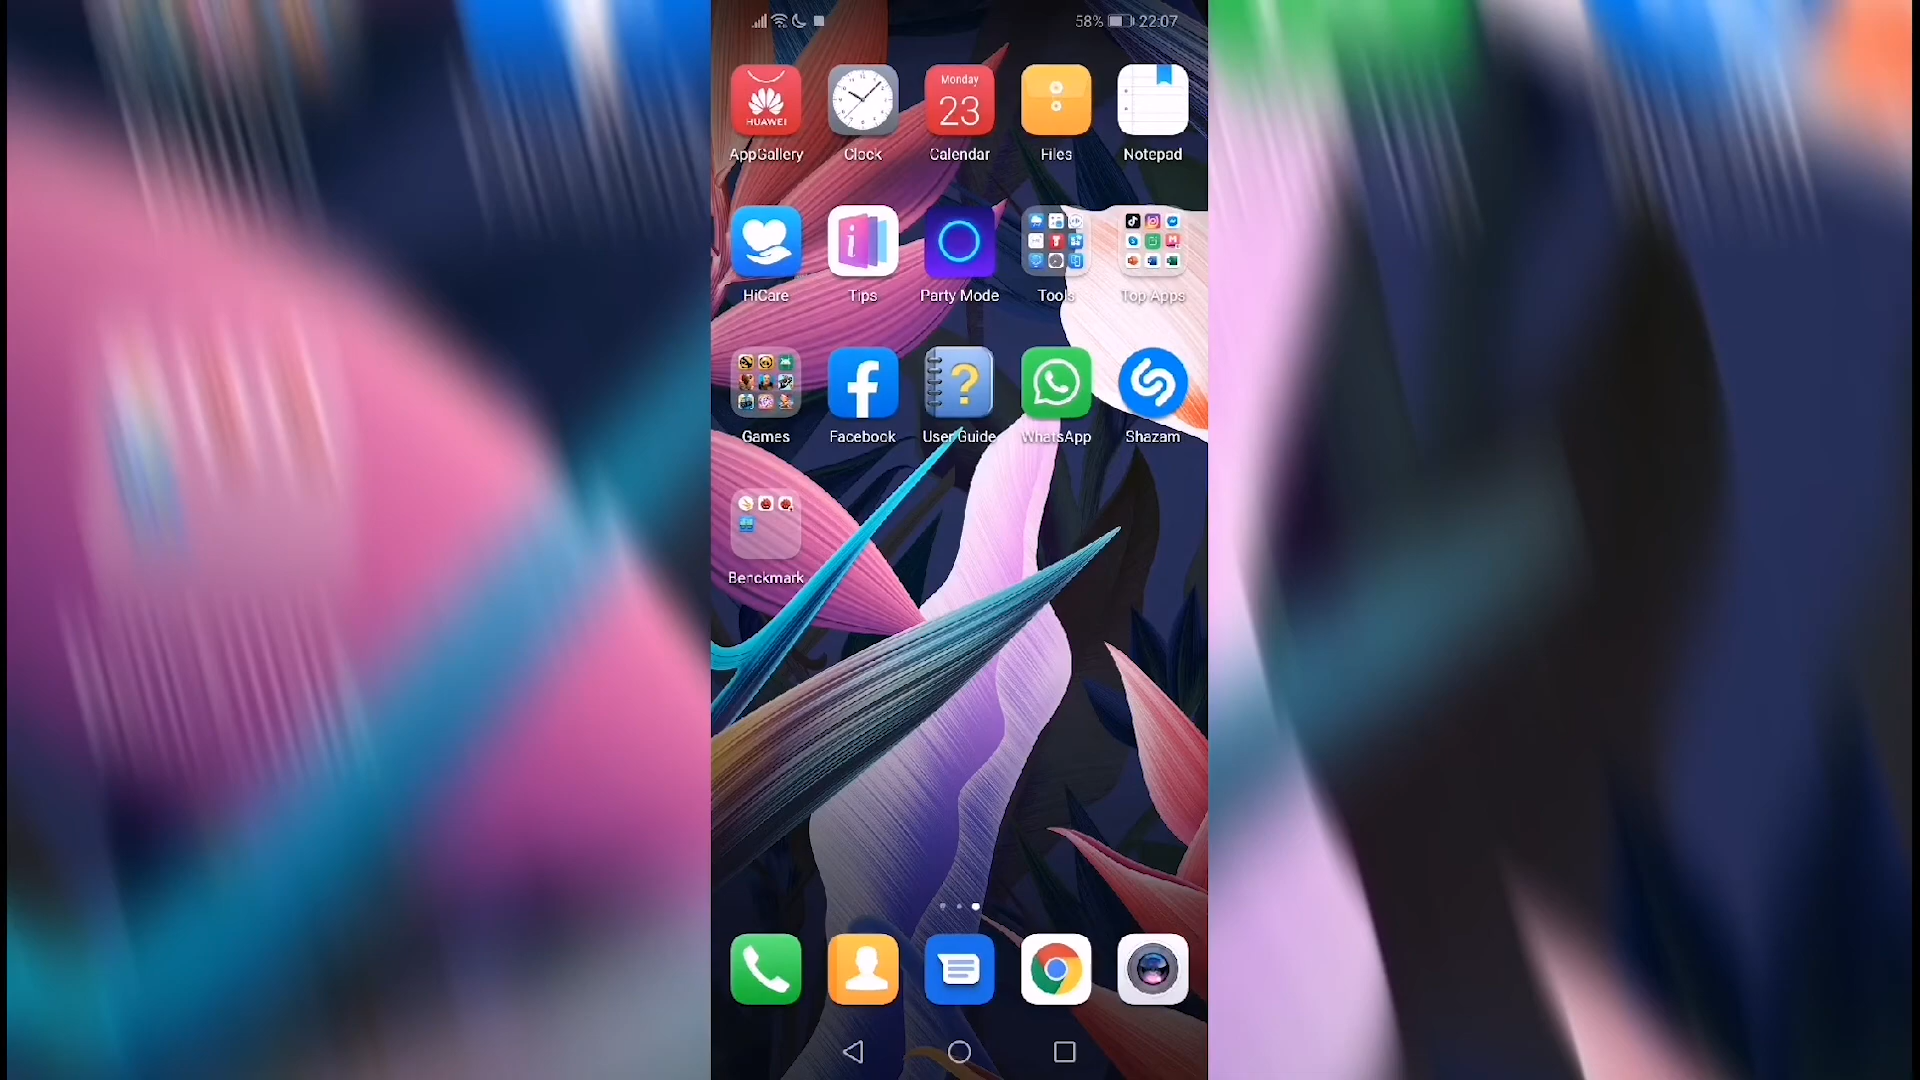 58% 22:07
HUAWEI
Monday
23
AppGallery Clock Calendar Files Notepad
HiCare Tips Party Mode Tools Top Apps
Games Facebook User Guide WhatsApp Shazam
Benckmark